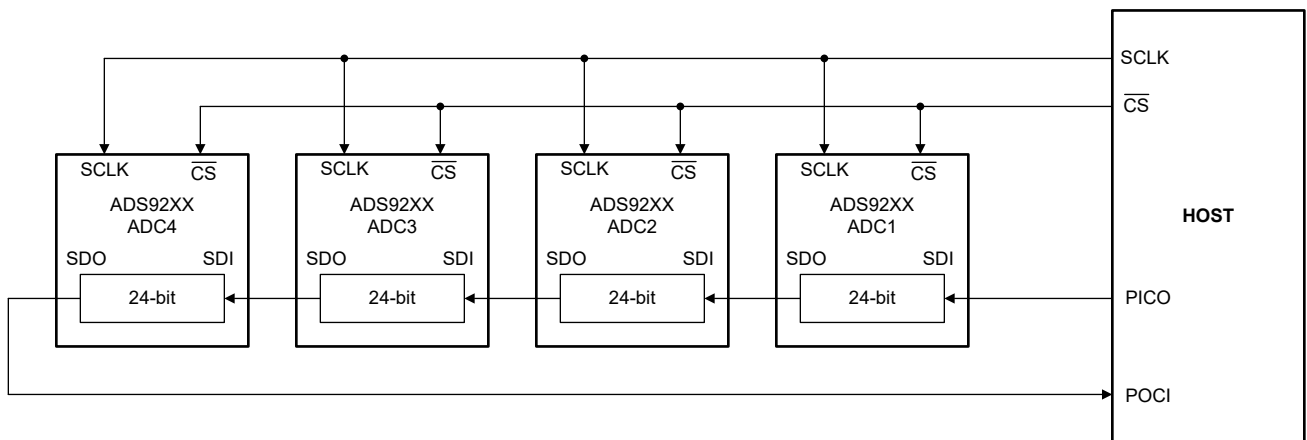 SCLK
CS
HOST
PICO
POCI
SCLK CS
ADS92XX
ADC4
SDO SDI
24-bit
SCLK CS
ADS92XX
ADC3
SDO SDI
24-bit
SCLK CS
ADS92XX
ADC2
SDO SDI
24-bit
SCLK CS
ADS92XX
ADC1
SDO SDI
24-bit